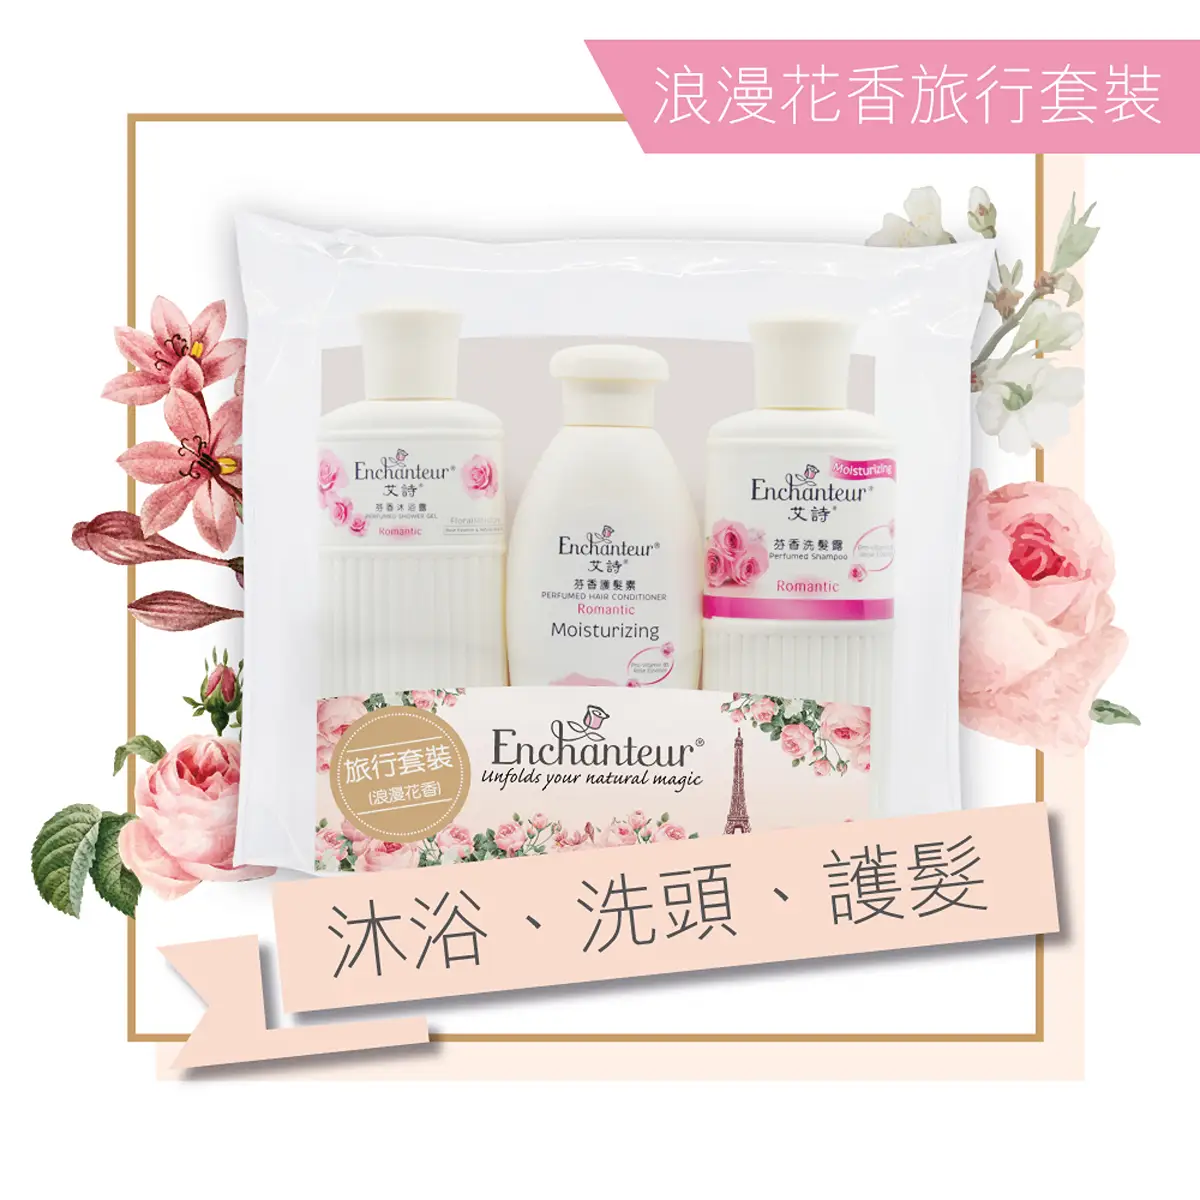 浪漫花香旅行套裝
Enchanteur®
艾詩®
芬香沐浴露
PERFUMED SHOWER GEL
Romantic
Enchanteur®
艾詩®
芬香護髮素
PERFUMED HAIR CONDITIONER
Romantic
Moisturizing
Moisturizing
Enchanteur®
艾詩®
芬香洗髮露
Perfumed Shampoo
Romantic
旅行套裝
(浪漫花香)
Enchanteur®
Unfolds your natural magic
沐浴、洗頭、護髮